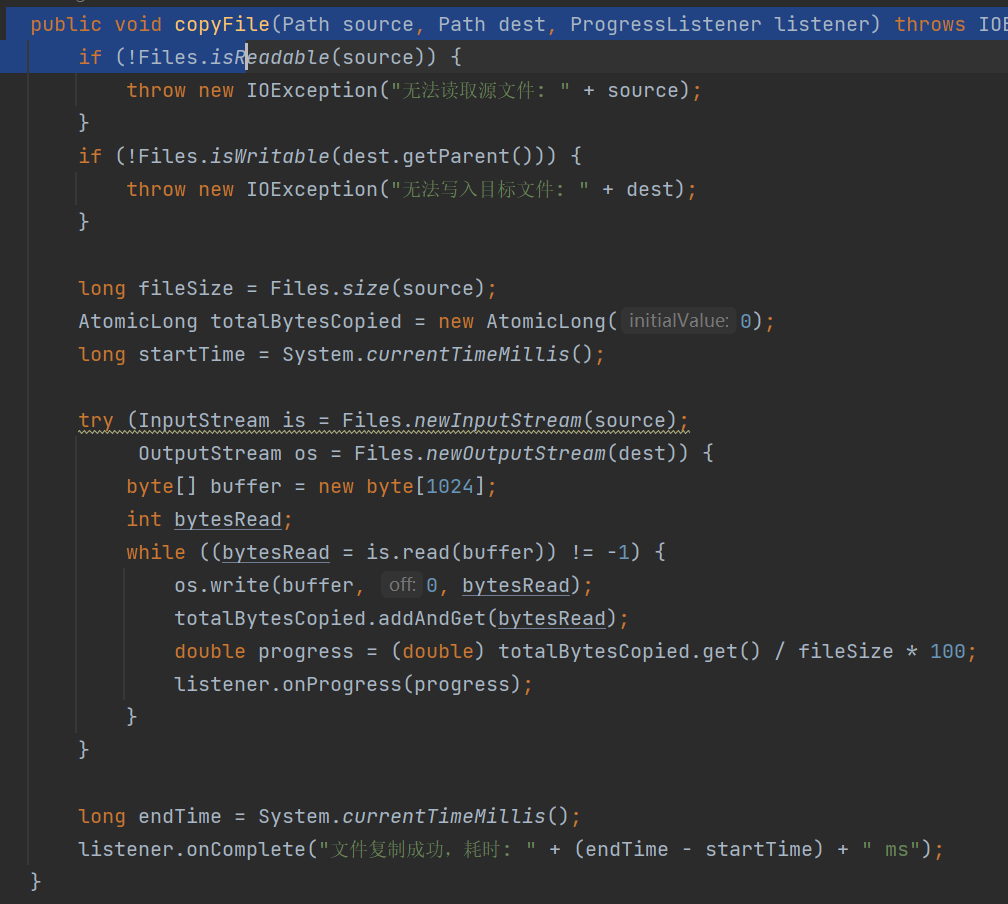 public void copyFile(Path source, Path dest, ProgressListener listener) throws IOE
if (!Files.isReadable(source)) {
throw new IOException("无法读取源文件: " + source);
}
if (!Files.isWritable(dest.getParent())) {
throw new IOException("无法写入目标文件: " + dest);
}
long fileSize = Files.size(source);
AtomicLong totalBytesCopied = new AtomicLong( initialValue: 0);
long startTime = System.currentTimeMillis();
try (InputStream is = Files.newInputStream(source);
OutputStream os = Files.newOutputStream(dest)) {
byte[] buffer = new byte[1024];
int bytesRead;
while ((bytesRead = is.read(buffer)) != -1) {
os.write(buffer, off: 0, bytesRead);
totalBytesCopied.addAndGet(bytesRead);
double progress = (double) totalBytesCopied.get() / fileSize * 100;
listener.onProgress(progress);
}
}
long endTime = System.currentTimeMillis();
listener.onComplete("文件复制成功，耗时: " + (endTime - startTime) + " ms");
}